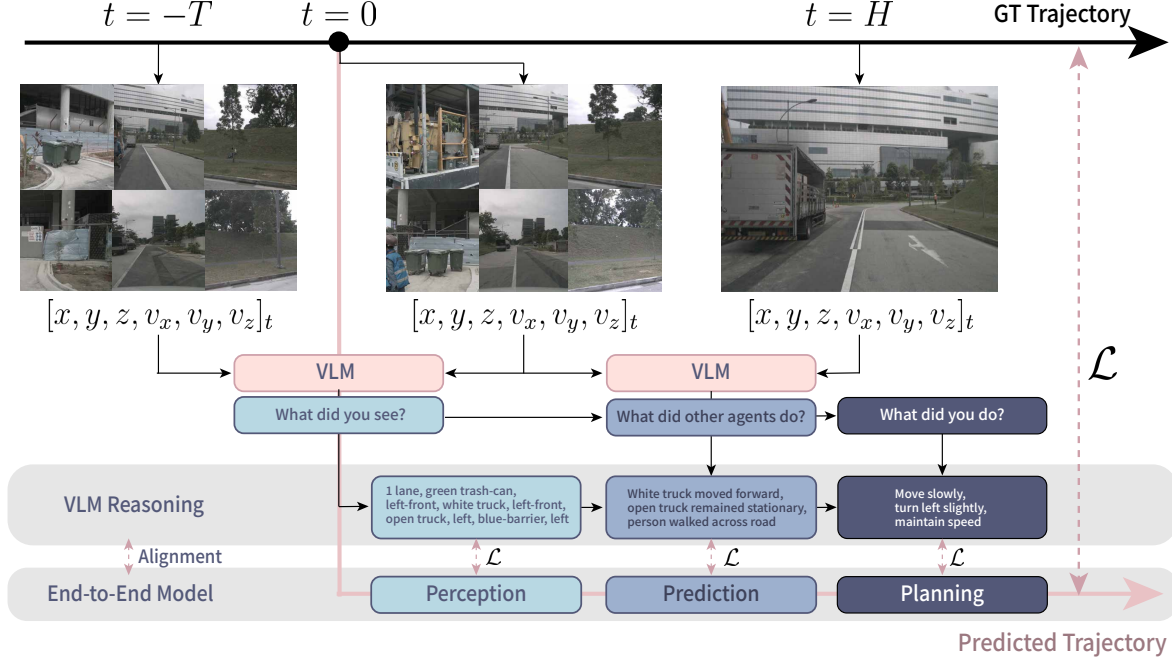 t = −T
t = 0
t = H
GT Trajectory
[x, y, z, v_x, v_y, v_z]_t
[x, y, z, v_x, v_y, v_z]_t
[x, y, z, v_x, v_y, v_z]_t
VLM
VLM
ℒ
What did you see?
What did other agents do?
What did you do?
VLM Reasoning
1 lane, green trash-can,
left-front, white truck, left-front,
open truck, left, blue-barrier, left
White truck moved forward,
open truck remained stationary,
person walked across road
Move slowly,
turn left slightly,
maintain speed
Alignment
ℒ
ℒ
ℒ
End-to-End Model
Perception
Prediction
Planning
Predicted Trajectory